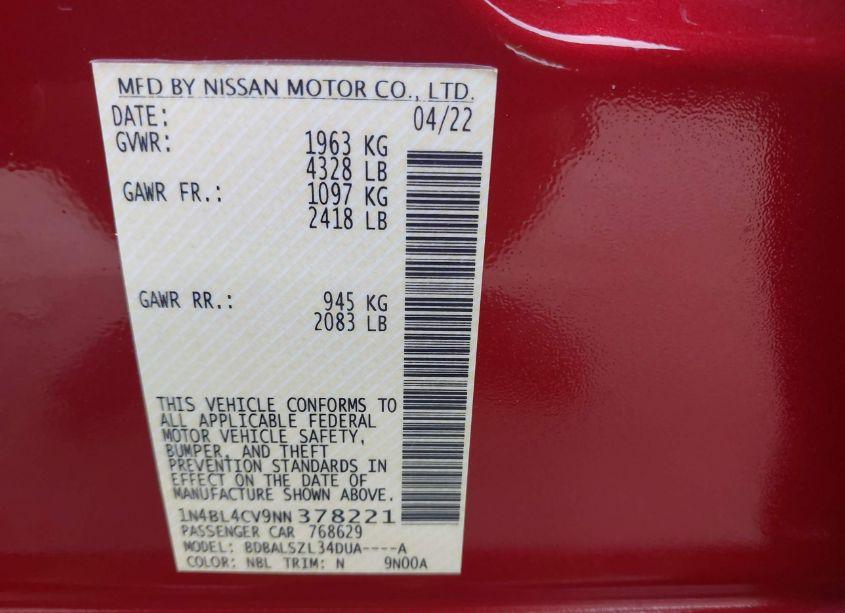 MFD BY NISSAN MOTOR CO., LTD.
DATE: 04/22
GVWR: 1963 KG
4328 LB
GAWR FR.: 1097 KG
2418 LB
GAWR RR.: 945 KG
2083 LB
THIS VEHICLE CONFORMS TO
ALL APPLICABLE FEDERAL
MOTOR VEHICLE SAFETY,
BUMPER, AND THEFT
PREVENTION STANDARDS IN
EFFECT ON THE DATE OF
MANUFACTURE SHOWN ABOVE.
1N4BL4CV9NN378221
PASSENGER CAR 768629
MODEL: BDBALSZL34DUA----A
COLOR: NBL TRIM: N 9N00A